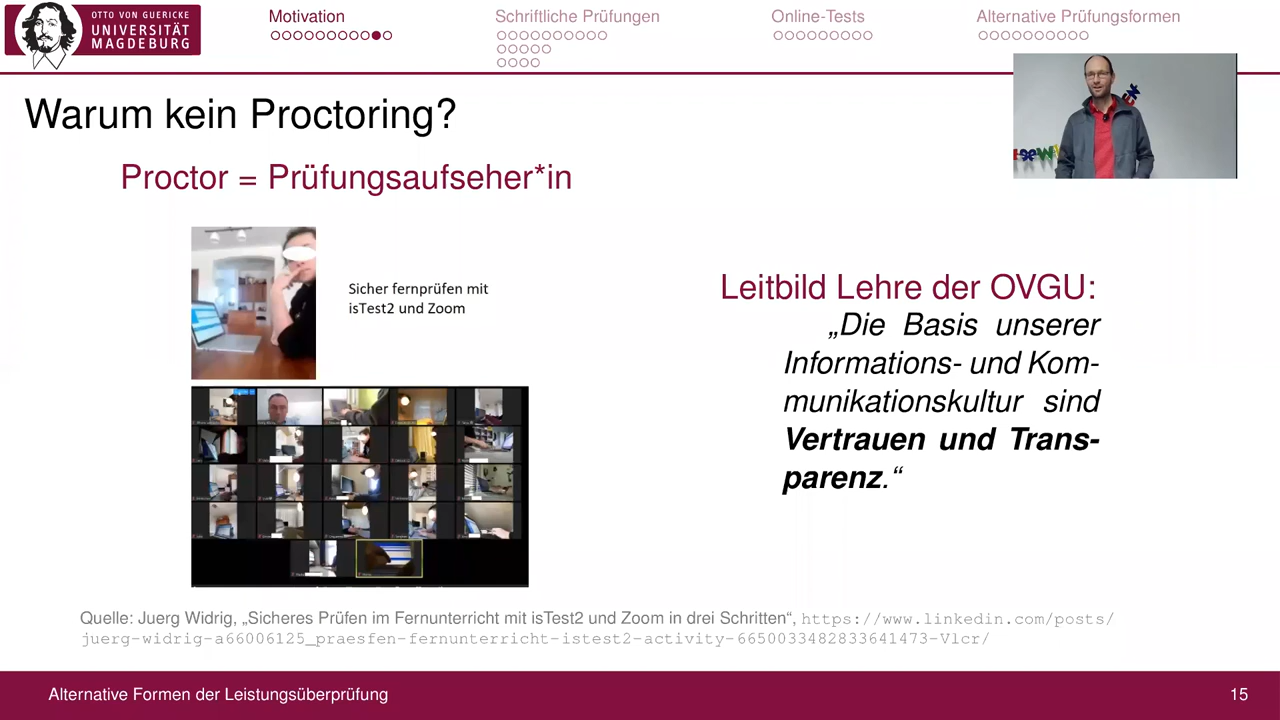 OTTO VON GUERICKE
UNIVERSITÄT
MAGDEBURG
Motivation
Schriftliche Prüfungen
Online-Tests
Alternative Prüfungsformen
Warum kein Proctoring?
Proctor = Prüfungsaufseher*in
Sicher fernprüfen mit
isTest2 und Zoom
Leitbild Lehre der OVGU:
„Die Basis unserer
Informations- und Kom-
munikationskultur sind
Vertrauen und Trans-
parenz.“
Quelle: Juerg Widrig, „Sicheres Prüfen im Fernunterricht mit isTest2 und Zoom in drei Schritten“, https://www.linkedin.com/posts/
juerg-widrig-a66006125_praesfen-fernunterricht-istest2-activity-6650033482833641473-Vlcr/
Alternative Formen der Leistungsüberprüfung
15